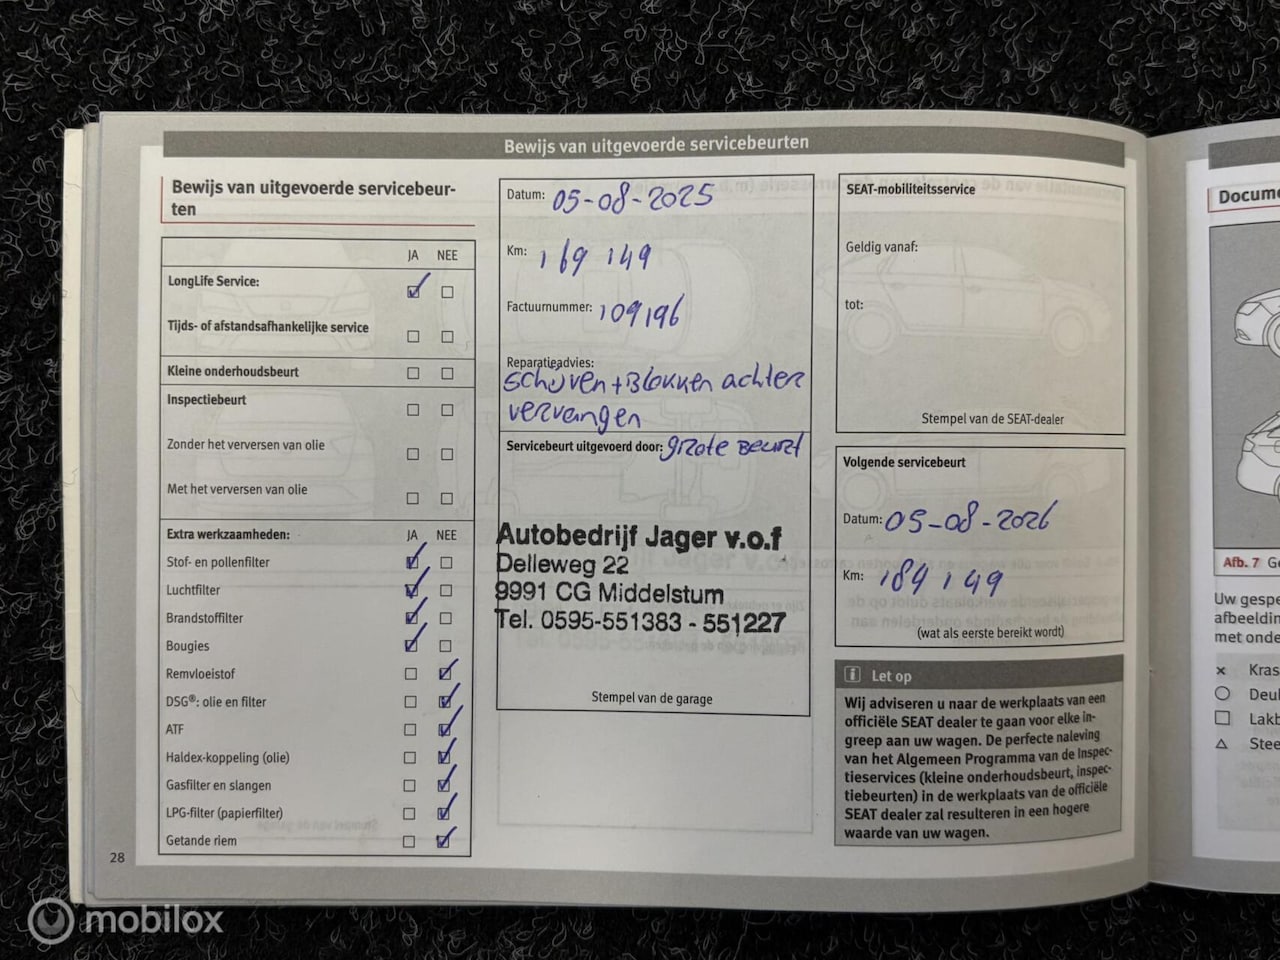 Bewijs van uitgevoerde servicebeurten
Bewijs van uitgevoerde servicebeur-
ten
JA NEE
LongLife Service:
Tijds- of afstandsafhankelijke service
Kleine onderhoudsbeurt
Inspectiebeurt
Zonder het verversen van olie
Met het verversen van olie
Extra werkzaamheden: JA NEE
Stof- en pollenfilter
Luchtfilter
Brandstoffilter
Bougies
Remvloeistof
DSG®: olie en filter
ATF
Haldex-koppeling (olie)
Gasfilter en slangen
LPG-filter (papierfilter)
Getande riem
28
Datum: 05-08-2025
Km: 169 149
Factuurnummer: 109196
Reparatieadvies:
Schijven + Blokken achter
vervangen
Servicebeurt uitgevoerd door: grote Beurt
Autobedrijf Jager v.o.f
Delleweg 22
9991 CG Middelstum
Tel. 0595-551383 - 551227
Stempel van de garage
SEAT-mobiliteitsservice
Geldig vanaf:
tot:
Stempel van de SEAT-dealer
Volgende servicebeurt
Datum: 05-08-2026
Km: 184 149
(wat als eerste bereikt wordt)
i Let op
Wij adviseren u naar de werkplaats van een
officiële SEAT dealer te gaan voor elke in-
greep aan uw wagen. De perfecte naleving
van het Algemeen Programma van de Inspec-
tieservices (kleine onderhoudsbeurt, inspec-
tiebeurten) in de werkplaats van de officiële
SEAT dealer zal resulteren in een hogere
waarde van uw wagen.
Docume
Afb. 7 G
Uw gespe
afbeeldin
met onde
Kras
Deuk
Lakb
Stee
mobilox